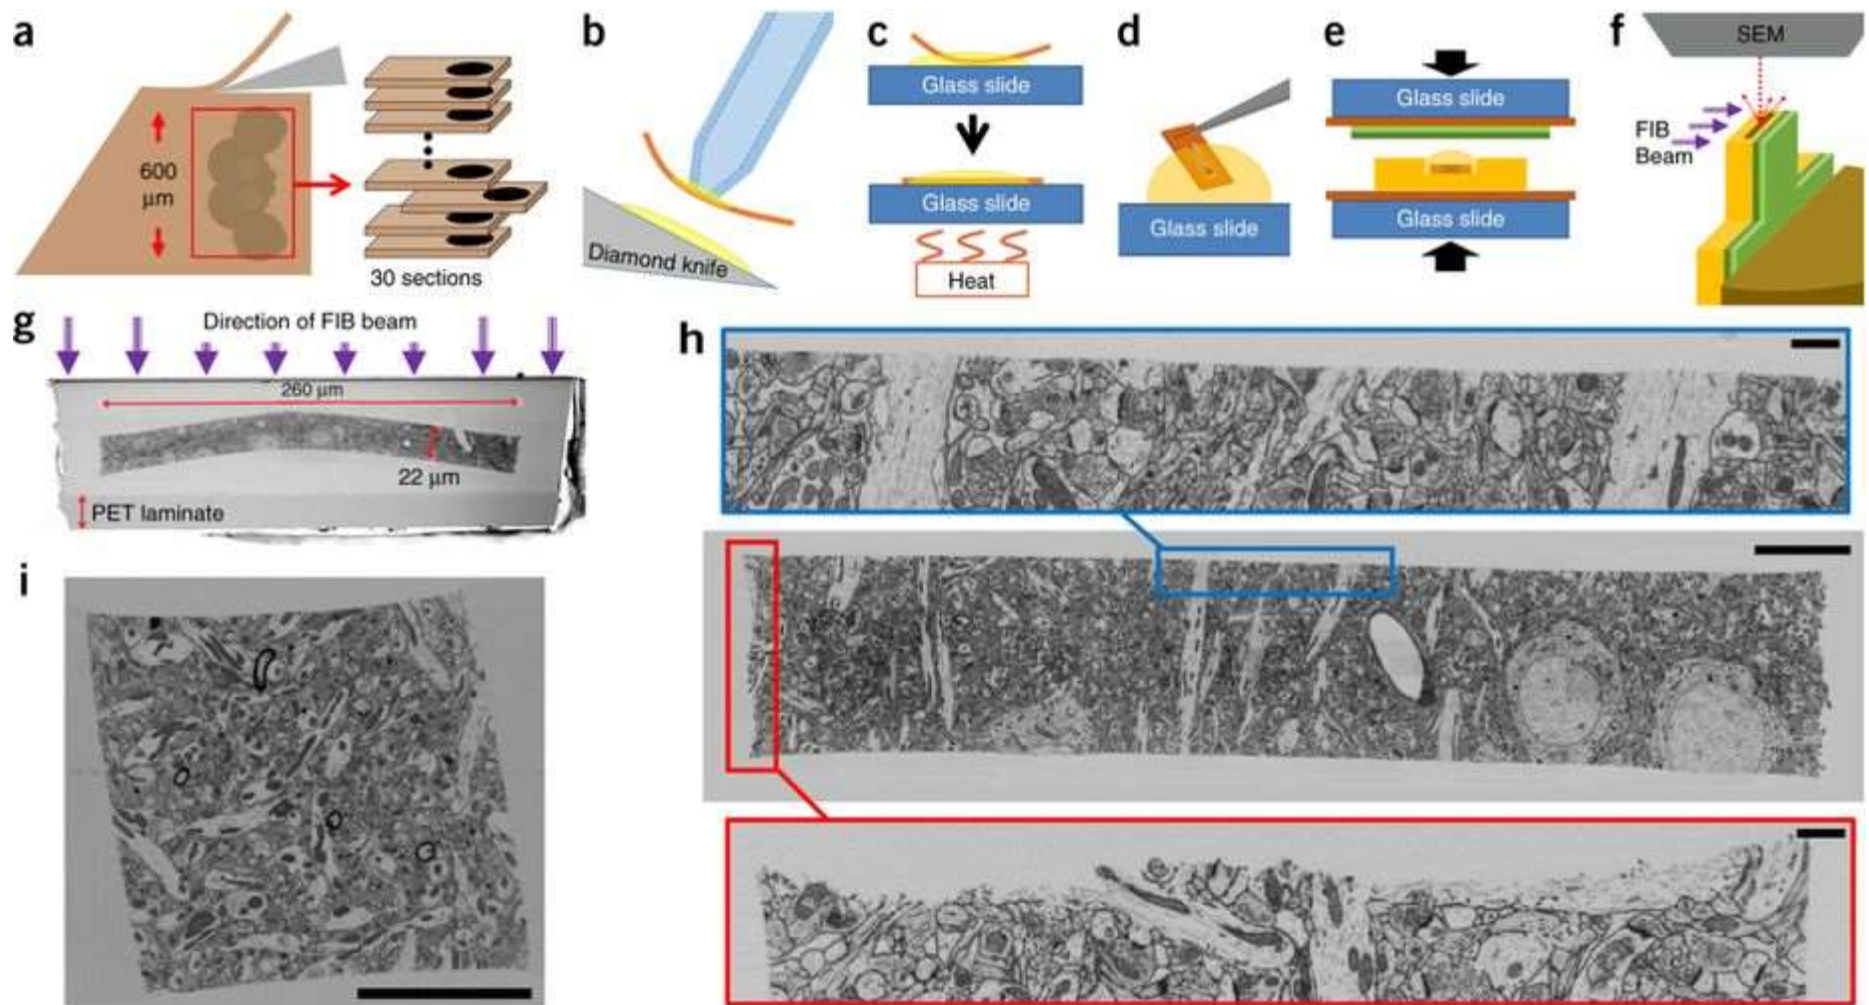 a
600
μm
30 sections
b
Diamond knife
c
Glass slide
Glass slide
Heat
d
Glass slide
e
Glass slide
Glass slide
f
SEM
FIB
Beam
g
Direction of FIB beam
260 μm
22 μm
PET laminate
h
i